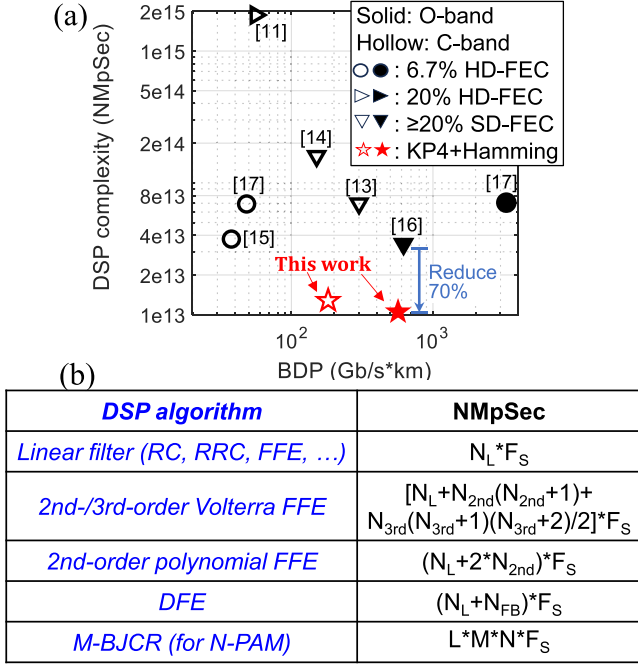 (a)
DSP complexity (NMpSec)
2e15
1e15
5e14
2e14
8e13
4e13
2e13
1e13
[11]
[14]
[17]
[13]
[17]
[16]
[15]
This work
Reduce
70%
Solid: O-band
Hollow: C-band
: 6.7% HD-FEC
: 20% HD-FEC
: ≥20% SD-FEC
: KP4+Hamming
10²
10³
BDP (Gb/s*km)
(b)
DSP algorithm NMpSec
Linear filter (RC, RRC, FFE, …) N_L*F_S
2nd-/3rd-order Volterra FFE [N_L+N_2nd(N_2nd+1)+
N_3rd(N_3rd+1)(N_3rd+2)/2]*F_S
2nd-order polynomial FFE (N_L+2*N_2nd)*F_S
DFE (N_L+N_FB)*F_S
M-BJCR (for N-PAM) L*M*N*F_S